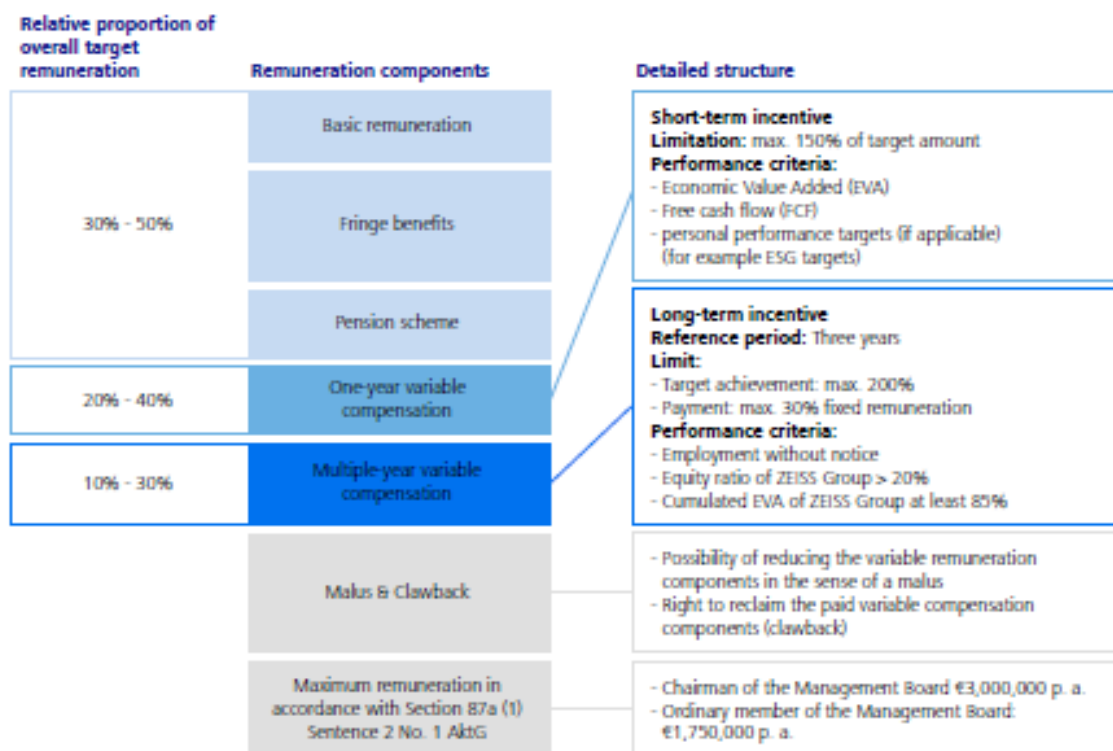 Relative proportion of
overall target
remuneration
Remuneration components
Detailed structure
30% - 50%
Basic remuneration
Fringe benefits
Pension scheme
20% - 40%
One-year variable
compensation
10% - 30%
Multiple-year variable
compensation
Malus & Clawback
Maximum remuneration in
accordance with Section 87a (1)
Sentence 2 No. 1 AktG
Short-term incentive
Limitation: max. 150% of target amount
Performance criteria:
- Economic Value Added (EVA)
- Free cash flow (FCF)
- personal performance targets (if applicable)
(for example ESG targets)
Long-term incentive
Reference period: Three years
Limit:
- Target achievement: max. 200%
- Payment: max. 30% fixed remuneration
Performance criteria:
- Employment without notice
- Equity ratio of ZEISS Group > 20%
- Cumulated EVA of ZEISS Group at least 85%
- Possibility of reducing the variable remuneration
components in the sense of a malus
- Right to reclaim the paid variable compensation
components (clawback)
- Chairman of the Management Board €3,000,000 p. a.
- Ordinary member of the Management Board:
€1,750,000 p. a.